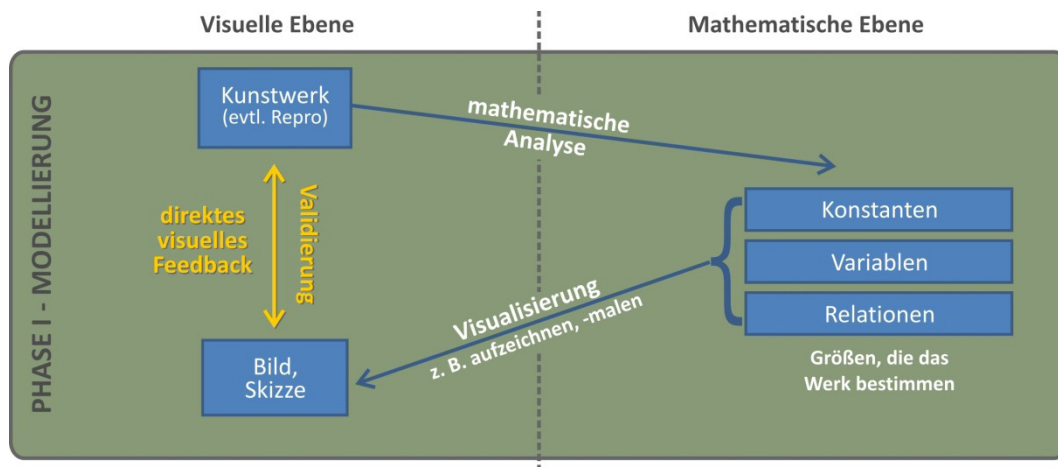 Visuelle Ebene
Mathematische Ebene
PHASE I - MODELLIERUNG
Kunstwerk
(evtl. Repro)
mathematische
Analyse
direktes
visuelles
Feedback
Validierung
Konstanten
Variablen
Relationen
Größen, die das
Werk bestimmen
Visualisierung
z. B. aufzeichnen, -malen
Bild,
Skizze